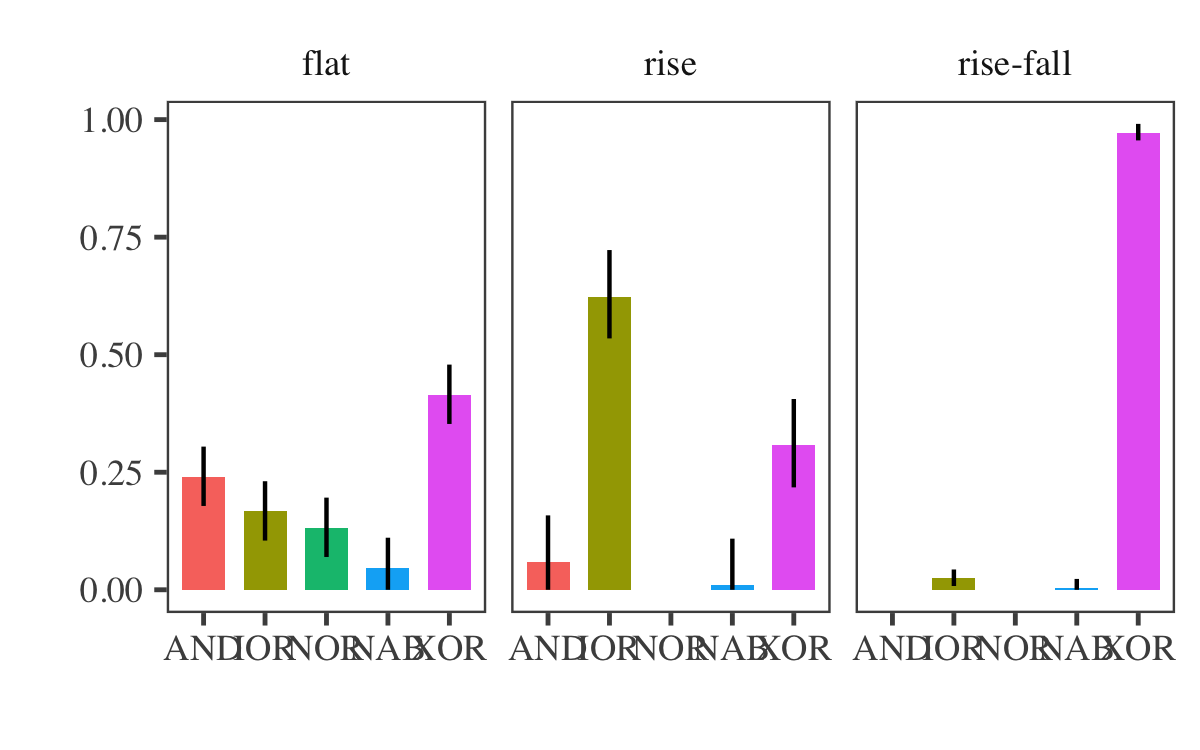 flat rise rise-fall
1.00
0.75
0.50
0.25
0.00
AND IOR NOR NAB XOR AND IOR NOR NAB XOR AND IOR NOR NAB XOR